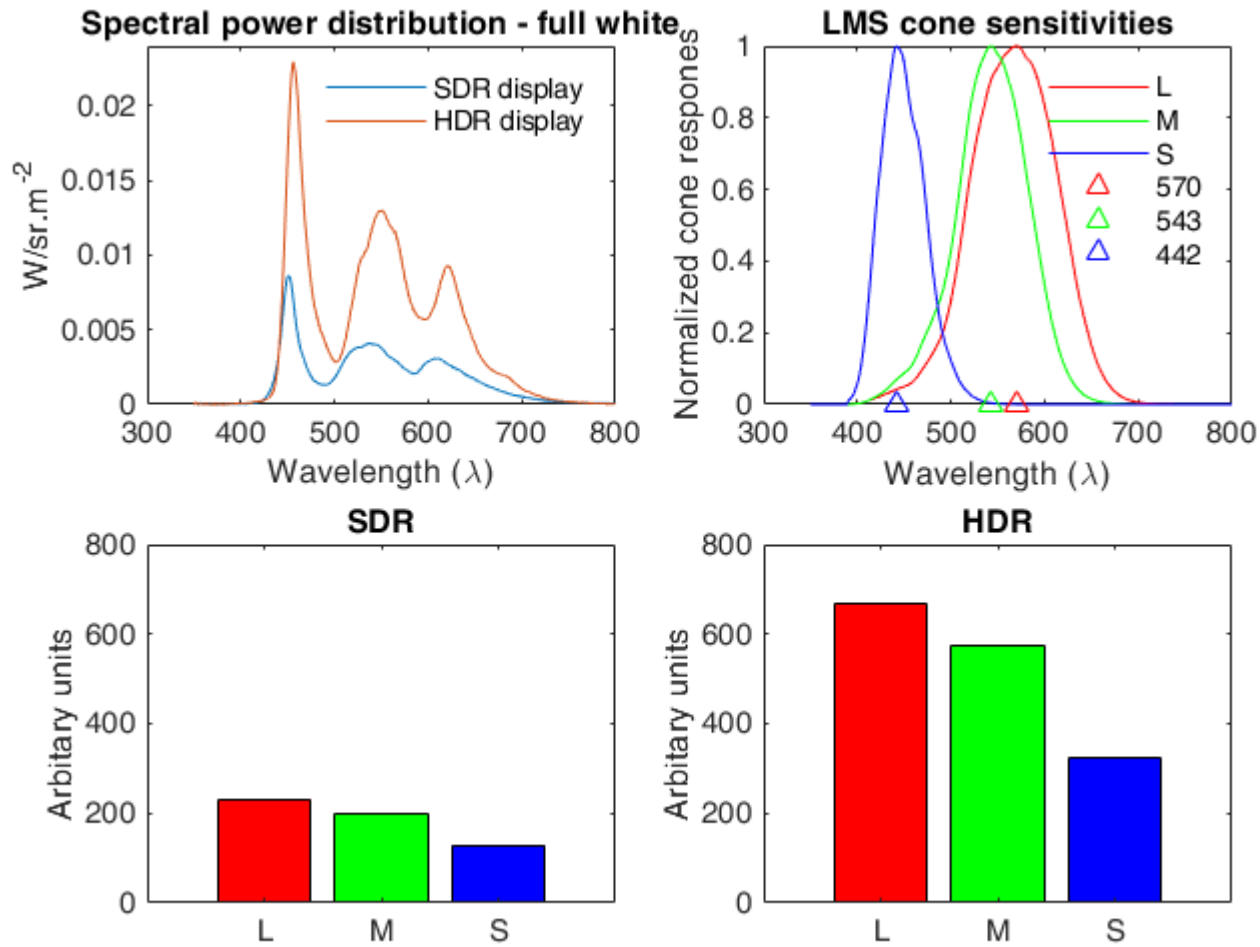 Spectral power distribution - full white
SDR display
HDR display
0.02
0.015
0.01
0.005
0
300 400 500 600 700 800
W/sr.m⁻²
Wavelength (λ)
LMS cone sensitivities
L
M
S
570
543
442
1
0.8
0.6
0.4
0.2
0
300 400 500 600 700 800
Normalized cone respones
Wavelength (λ)
SDR
800
600
400
200
0
L M S
Arbitary units
HDR
800
600
400
200
0
L M S
Arbitary units